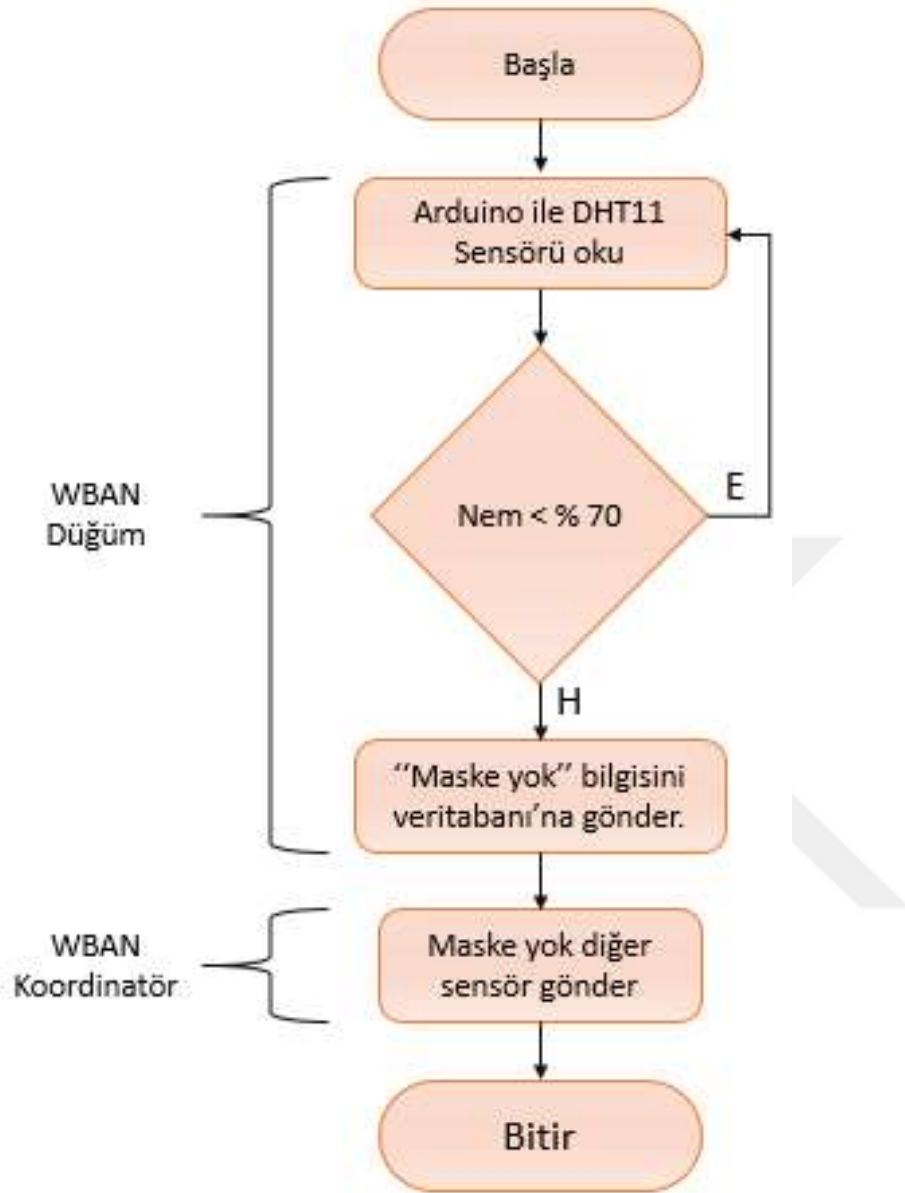 Başla
Arduino ile DHT11
Sensörü oku
WBAN
Düğüm
Nem < % 70
E
H
“Maske yok” bilgisini
veritabanı’na gönder.
WBAN
Koordinatör
Maske yok diğer
sensör gönder
Bitir